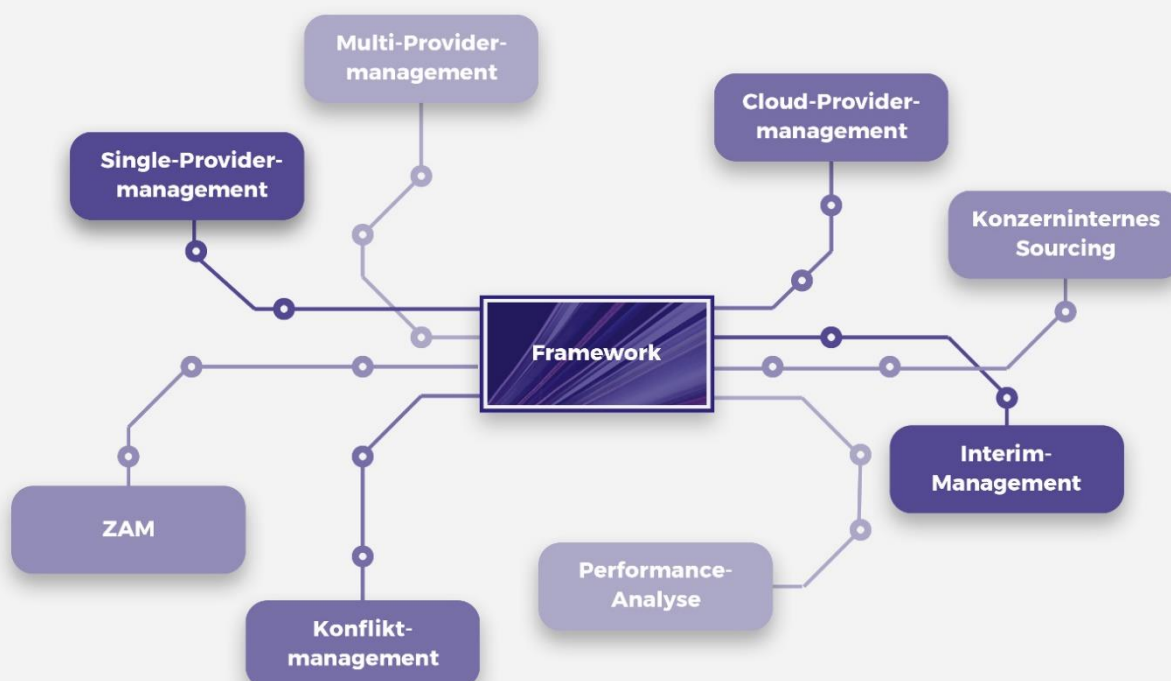 Multi-Provider-
management
Cloud-Provider-
management
Single-Provider-
management
Konzerninternes
Sourcing
Framework
Interim-
Management
ZAM
Performance-
Analyse
Konflikt-
management